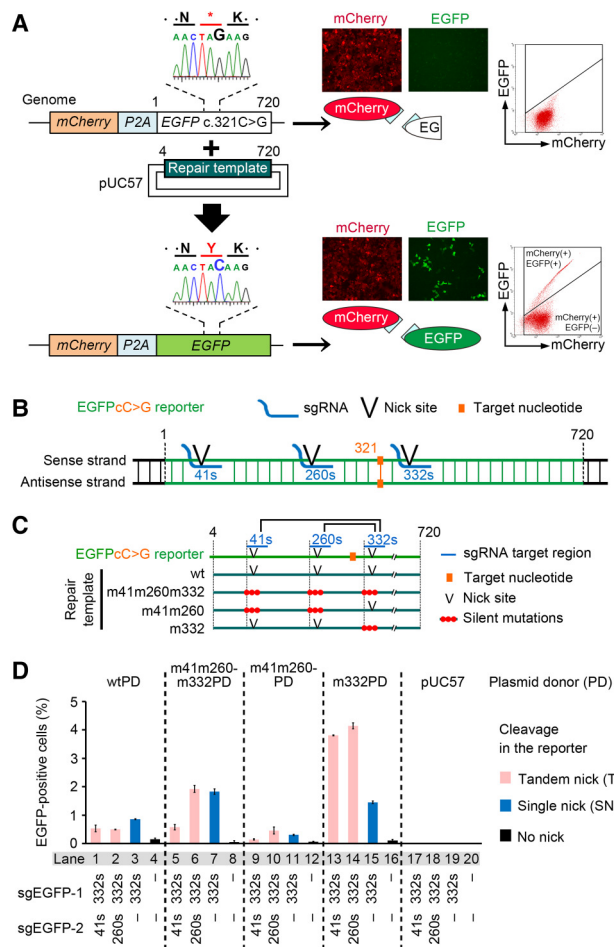 A
·· N * K ··
A A C T A G A A G
mCherry EGFP
Genome 1 720
mCherry P2A EGFP c.321C>G
mCherry EG
EGFP
mCherry
+
4 720
pUC57 Repair template
·· N Y K ··
A A C T A C A A G
mCherry EGFP
mCherry P2A EGFP
mCherry EGFP
mCherry(+)
EGFP(+)
mCherry(+)
EGFP(–)
EGFP
mCherry
B
EGFPcC>G reporter sgRNA Nick site Target nucleotide
1 321 720
Sense strand
Antisense strand
41s 260s 332s
C
4 41s 260s 332s 720
EGFPcC>G reporter
Repair template
wt
m41m260m332
m41m260
m332
sgRNA target region
Target nucleotide
Nick site
Silent mutations
D
wtPD m41m260-m332PD m41m260-PD m332PD pUC57 Plasmid donor (PD)
EGFP-positive cells (%)
5
4
3
2
1
0
Cleavage
in the reporter
Tandem nick (T
Single nick (SN
No nick
Lane 1 2 3 4 5 6 7 8 9 10 11 12 13 14 15 16 17 18 19 20
sgEGFP-1 332s 332s 332s – 332s 332s 332s – 332s 332s 332s – 332s 332s 332s – 332s 332s 332s –
sgEGFP-2 41s 260s – – 41s 260s – – 41s 260s – – 41s 260s – – 41s 260s – –